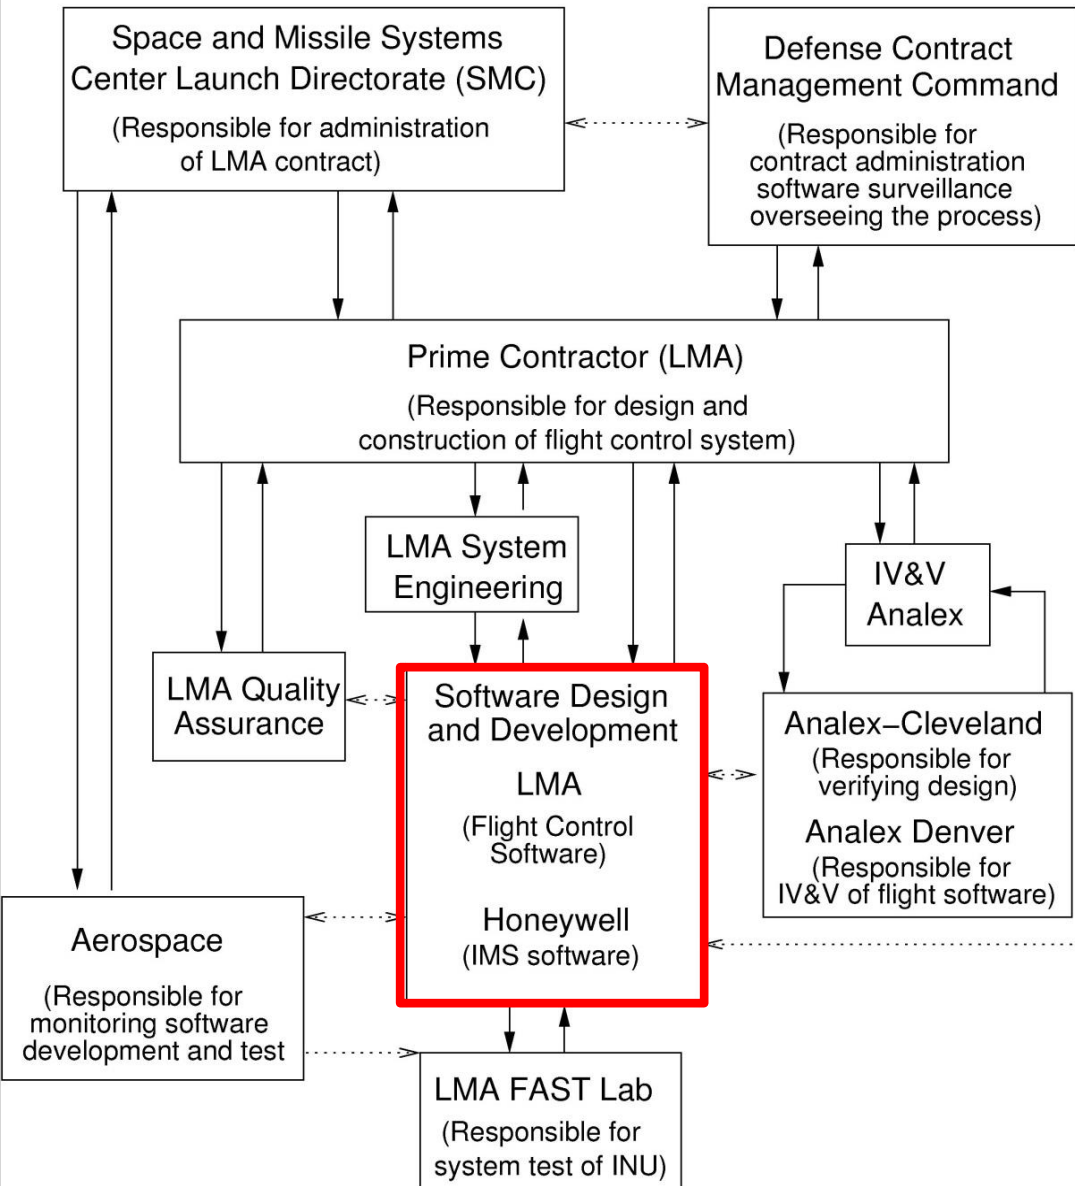 Space and Missile Systems
Center Launch Directorate (SMC)
(Responsible for administration
of LMA contract)
Defense Contract
Management Command
(Responsible for
contract administration
software surveillance
overseeing the process)
Prime Contractor (LMA)
(Responsible for design and
construction of flight control system)
LMA System
Engineering
IV&V
Analex
LMA Quality
Assurance
Software Design
and Development
LMA
(Flight Control
Software)
Honeywell
(IMS software)
Analex–Cleveland
(Responsible for
verifying design)
Analex Denver
(Responsible for
IV&V of flight software)
Aerospace
(Responsible for
monitoring software
development and test
LMA FAST Lab
(Responsible for
system test of INU)